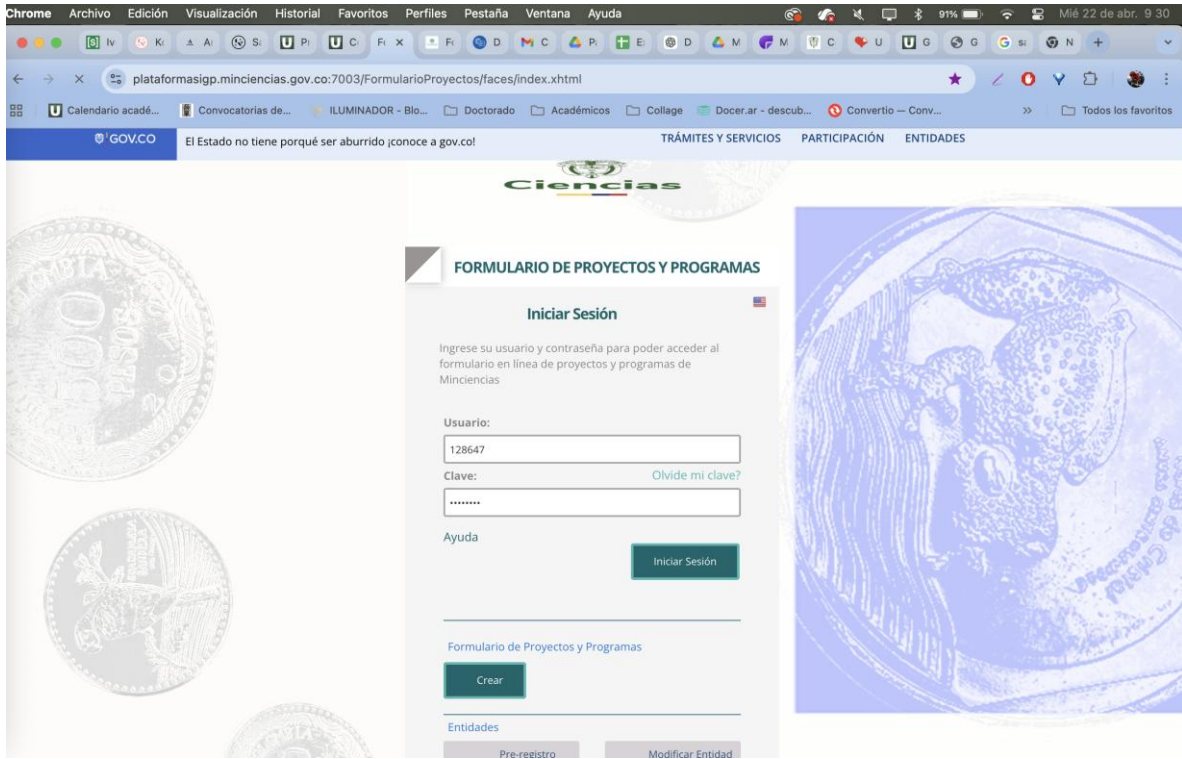 Chrome Archivo Edición Visualización Historial Favoritos Perfiles Pestaña Ventana Ayuda 91% Mié 22 de abr. 9 30
plataformasigp.minciencias.gov.co:7003/FormularioProyectos/faces/index.xhtml
Calendario acadé... Convocatorias de... ILUMINADOR - Blo... Doctorado Académicos Collage Docer.ar - descub... Convertio — Conv... » Todos los favoritos
GOV.CO El Estado no tiene porqué ser aburrido ¡conoce a gov.co! TRÁMITES Y SERVICIOS PARTICIPACIÓN ENTIDADES
Ciencias
FORMULARIO DE PROYECTOS Y PROGRAMAS
Iniciar Sesión
Ingrese su usuario y contraseña para poder acceder al
formulario en línea de proyectos y programas de
Minciencias
Usuario:
128647
Clave: Olvide mi clave?
Ayuda
Iniciar Sesión
Formulario de Proyectos y Programas
Crear
Entidades
Pre-registro Modificar Entidad